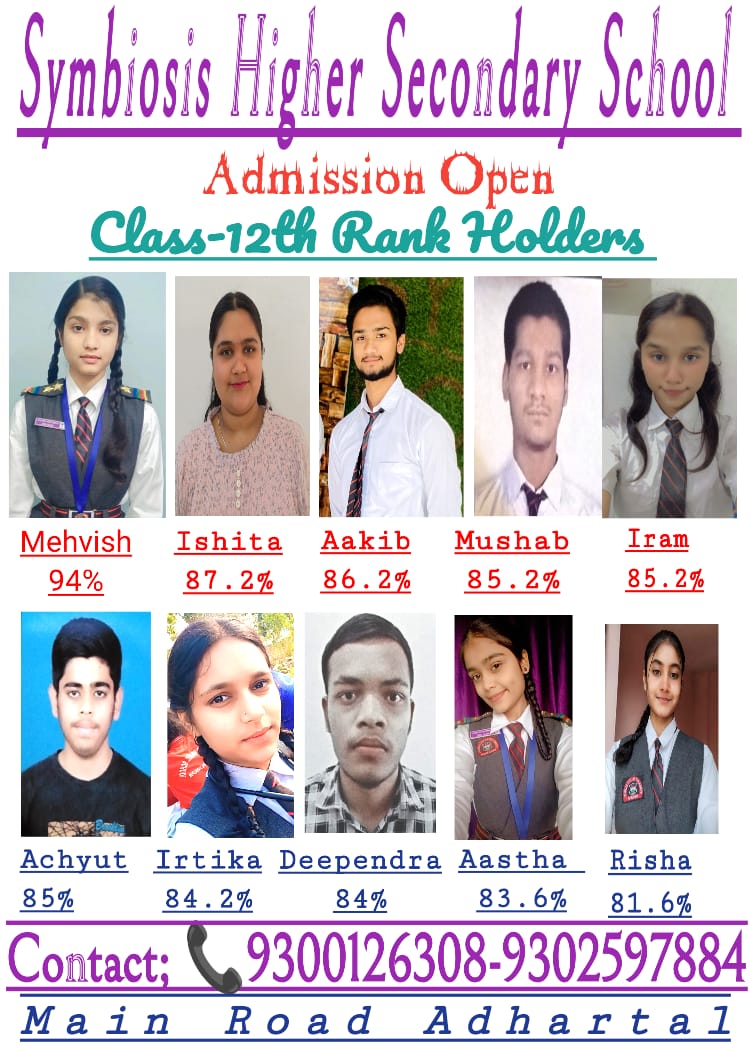 Symbiosis Higher Secondary School
Admission Open
Class-12th Rank Holders
Mehvish Ishita Aakib Mushab Iram
94% 87.2% 86.2% 85.2% 85.2%
Achyut Irtika Deependra Aastha Risha
85% 84.2% 84% 83.6% 81.6%
Contact; 9300126308-9302597884
Main Road Adhartal